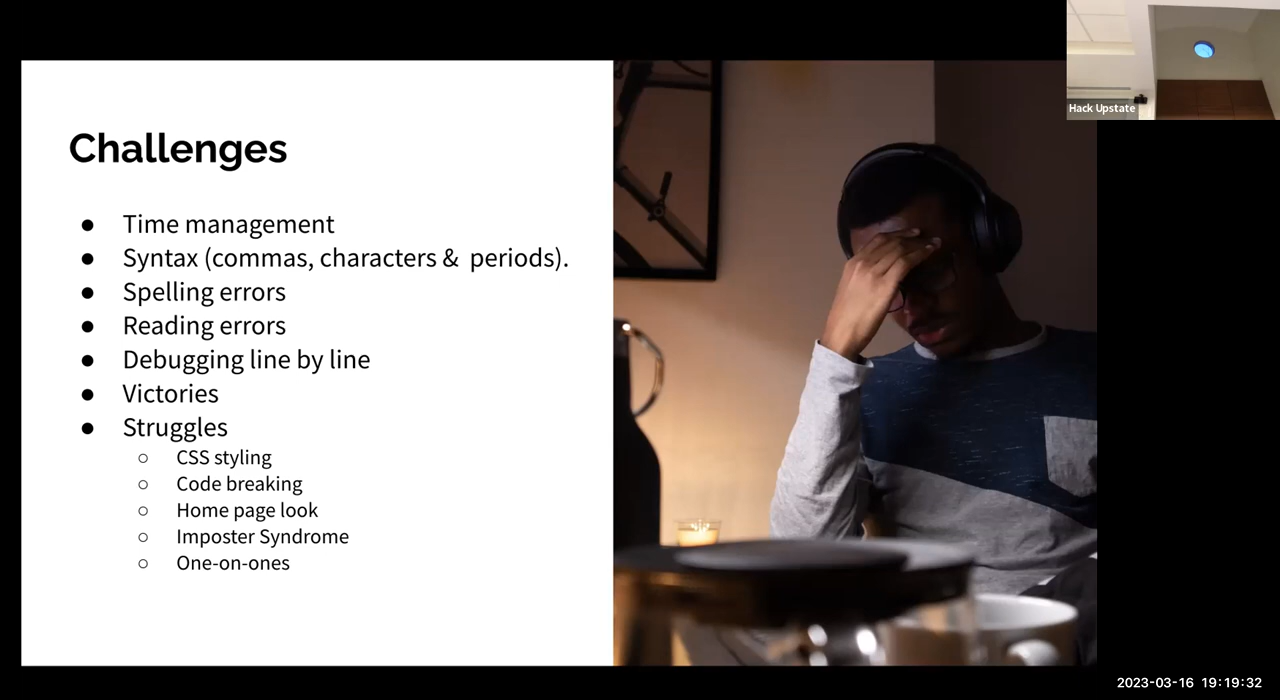 Hack Upstate
Challenges
● Time management
● Syntax (commas, characters &  periods).
● Spelling errors
● Reading errors
● Debugging line by line
● Victories
● Struggles
○ CSS styling
○ Code breaking
○ Home page look
○ Imposter Syndrome
○ One-on-ones
2023-03-16 19:19:32